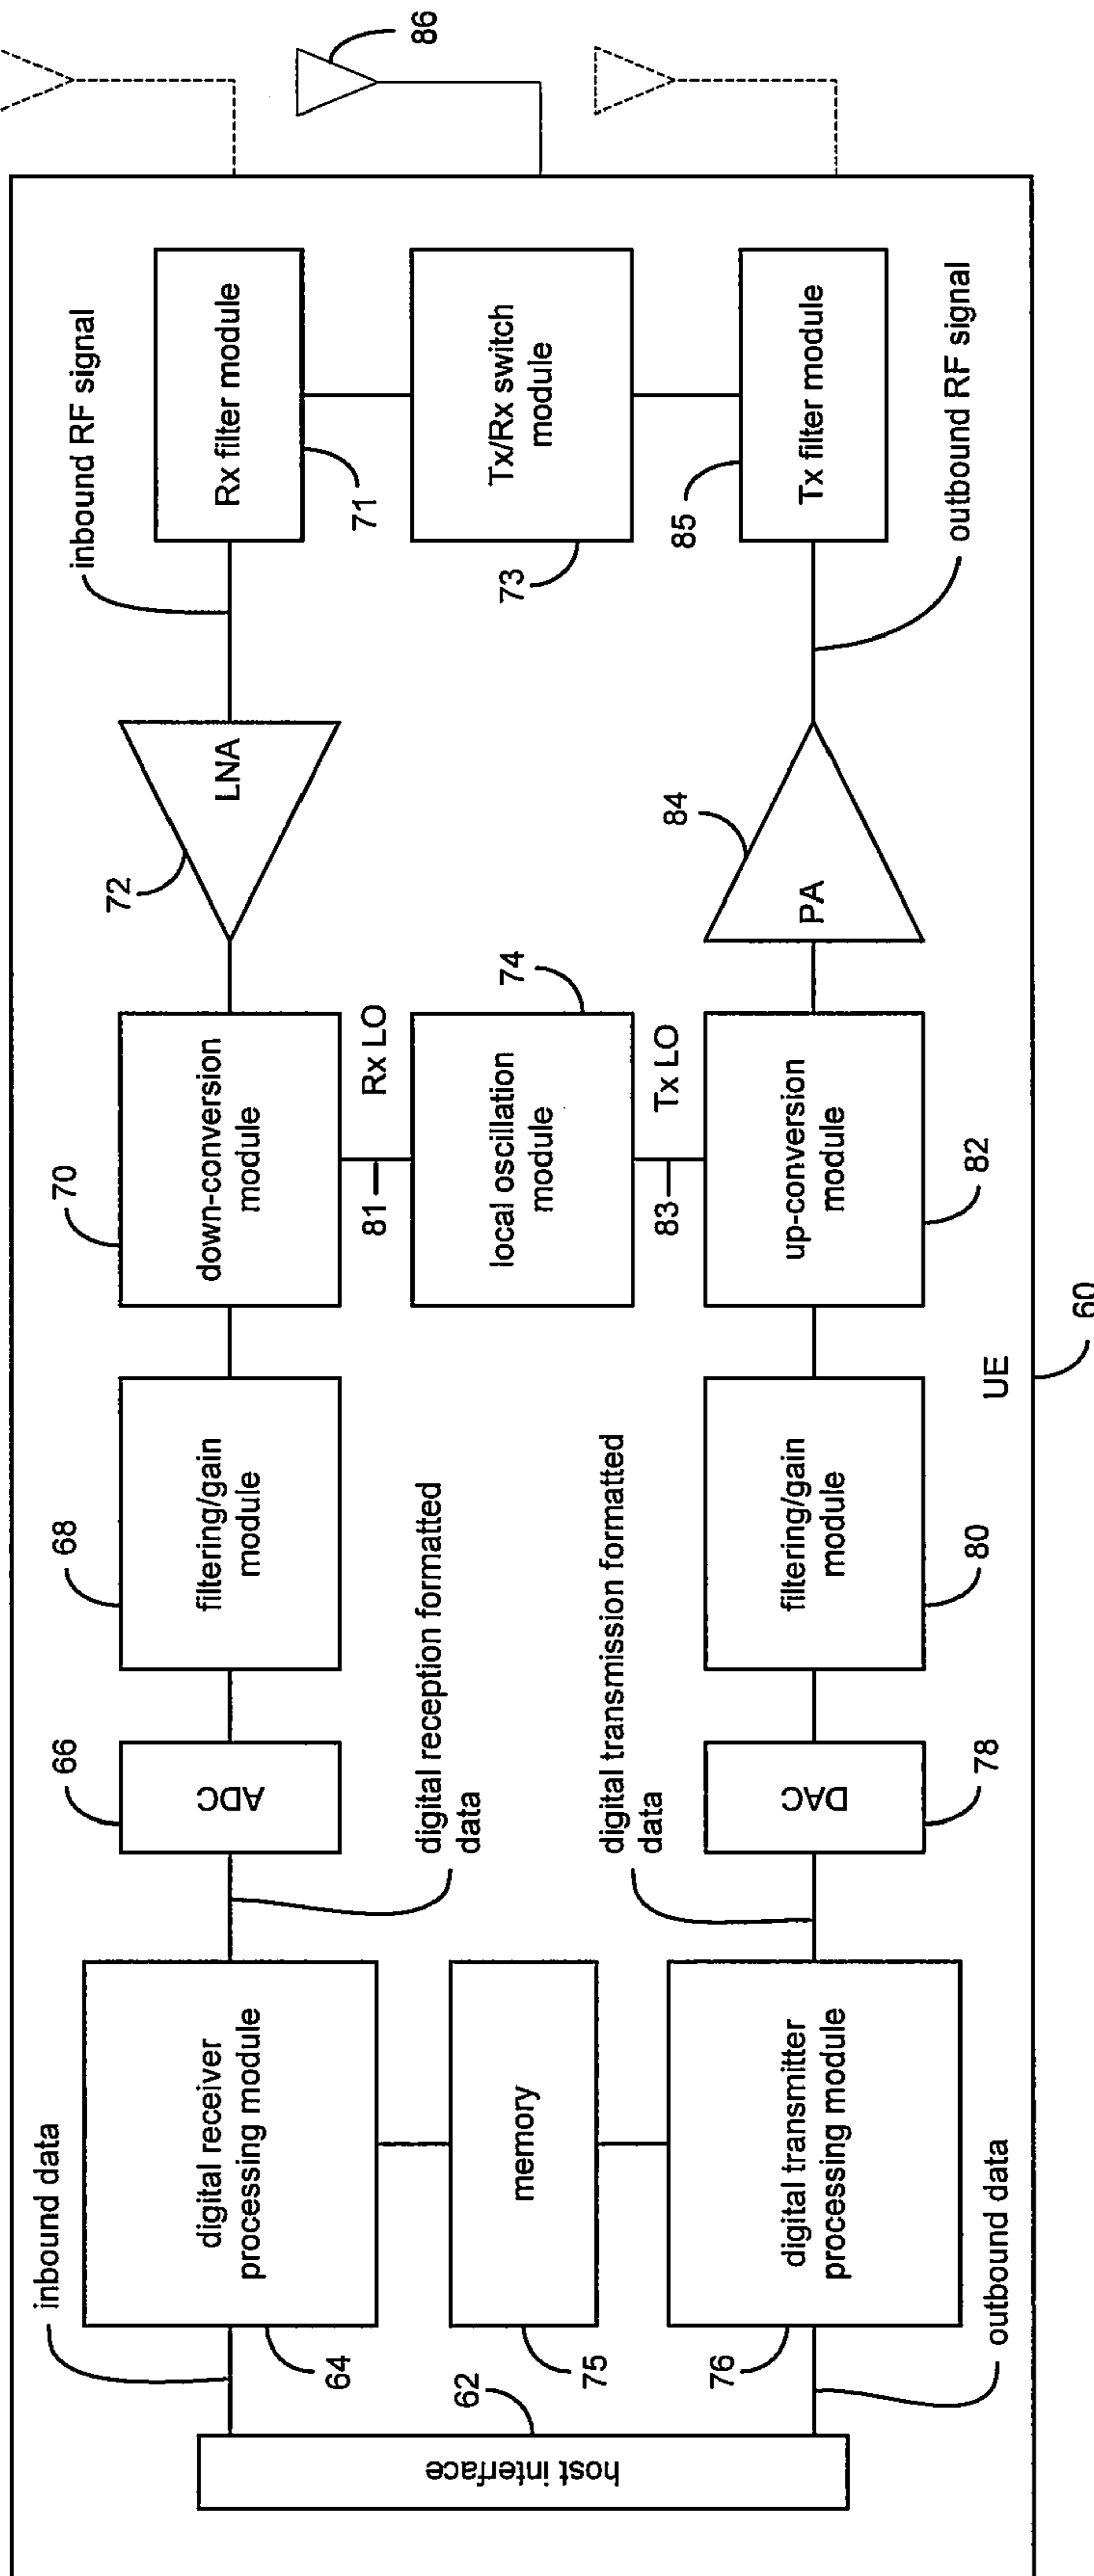 86
inbound RF signal
Rx filter module
71
Tx/Rx switch
module
73
85
Tx filter module
outbound RF signal
LNA
72
84
PA
70
down-conversion
module
Rx LO
81
74
local oscillation
module
Tx LO
83
up-conversion
module
82
68
filtering/gain
module
UE
60
filtering/gain
module
80
66
ADC
digital reception formatted
data
digital transmission formatted
data
DAC
78
inbound data
digital receiver
processing module
64
memory
75
digital transmitter
processing module
76
outbound data
62
host interface